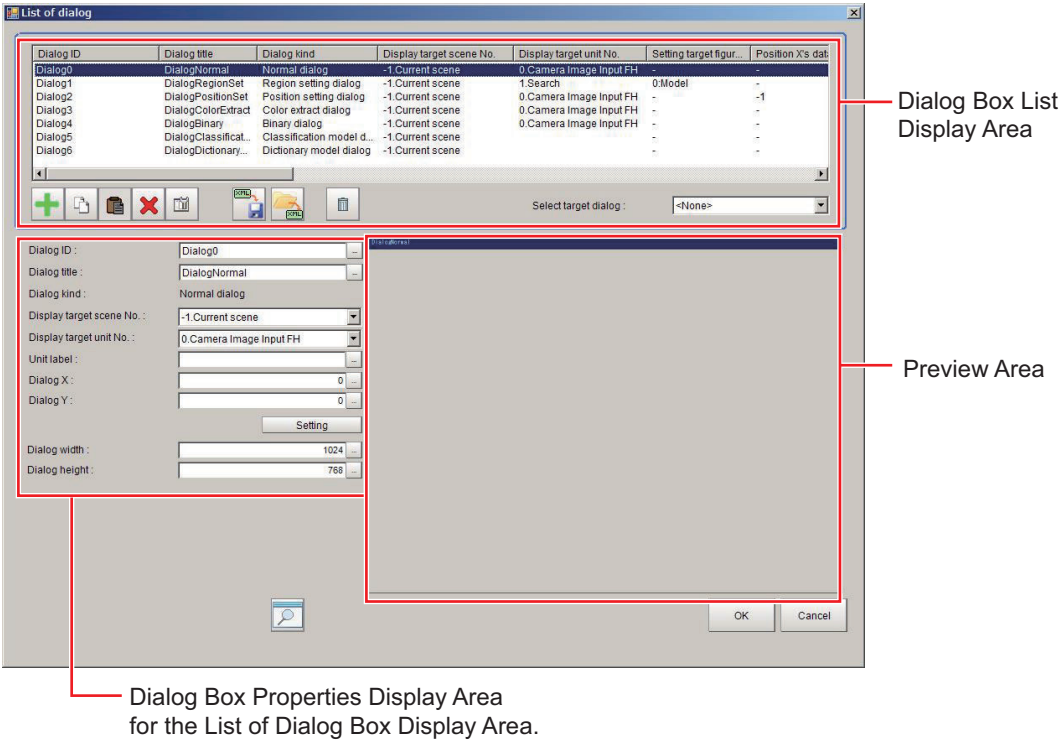 List of dialog
Dialog ID Dialog title Dialog kind Display target scene No. Display target unit No. Setting target figur... Position X's data
Dialog0 DialogNormal Normal dialog -1.Current scene 0.Camera Image Input FH - -
Dialog1 DialogRegionSet Region setting dialog -1.Current scene 1.Search 0:Model -
Dialog2 DialogPositionSet Position setting dialog -1.Current scene 0.Camera Image Input FH - -1
Dialog3 DialogColorExtract Color extract dialog -1.Current scene 0.Camera Image Input FH - -
Dialog4 DialogBinary Binary dialog -1.Current scene 0.Camera Image Input FH - -
Dialog5 DialogClassificat... Classification model d... -1.Current scene - -
Dialog6 DialogDictionary... Dictionary model dialog -1.Current scene - -
Dialog Box List
Display Area
XML
XML
Select target dialog : <None>
Dialog ID : Dialog0 ...
DialogNormal
Dialog title : DialogNormal ...
Dialog kind : Normal dialog
Display target scene No. : -1.Current scene
Display target unit No. : 0.Camera Image Input FH
Unit label : ...
Preview Area
Dialog X : 0 ...
Dialog Y : 0 ...
Setting
Dialog width : 1024 ...
Dialog height : 768 ...
OK Cancel
Dialog Box Properties Display Area
for the List of Dialog Box Display Area.